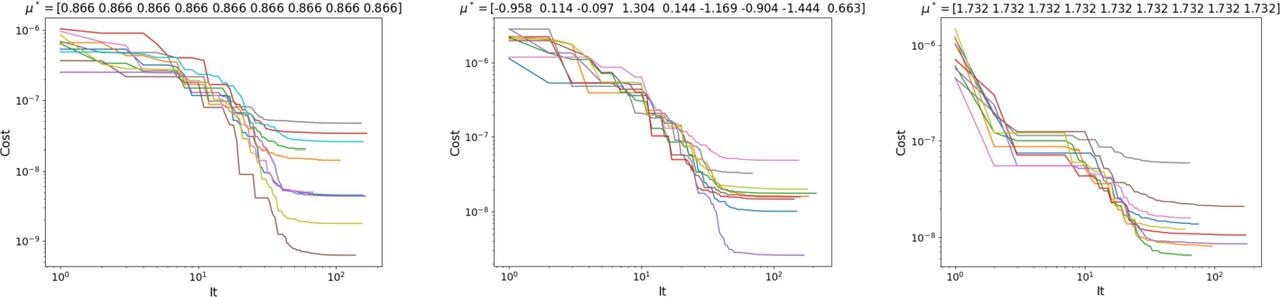 μ* = [0.866 0.866 0.866 0.866 0.866 0.866 0.866 0.866 0.866]
10⁻⁶
10⁻⁷
10⁻⁸
10⁻⁹
Cost
10⁰ 10¹ 10²
It
μ* = [-0.958 0.114 -0.097 1.304 0.144 -1.169 -0.904 -1.444 0.663]
10⁻⁶
10⁻⁷
10⁻⁸
Cost
10⁰ 10¹ 10²
It
μ* = [1.732 1.732 1.732 1.732 1.732 1.732 1.732 1.732 1.732]
10⁻⁶
10⁻⁷
10⁻⁸
Cost
10⁰ 10¹ 10²
It